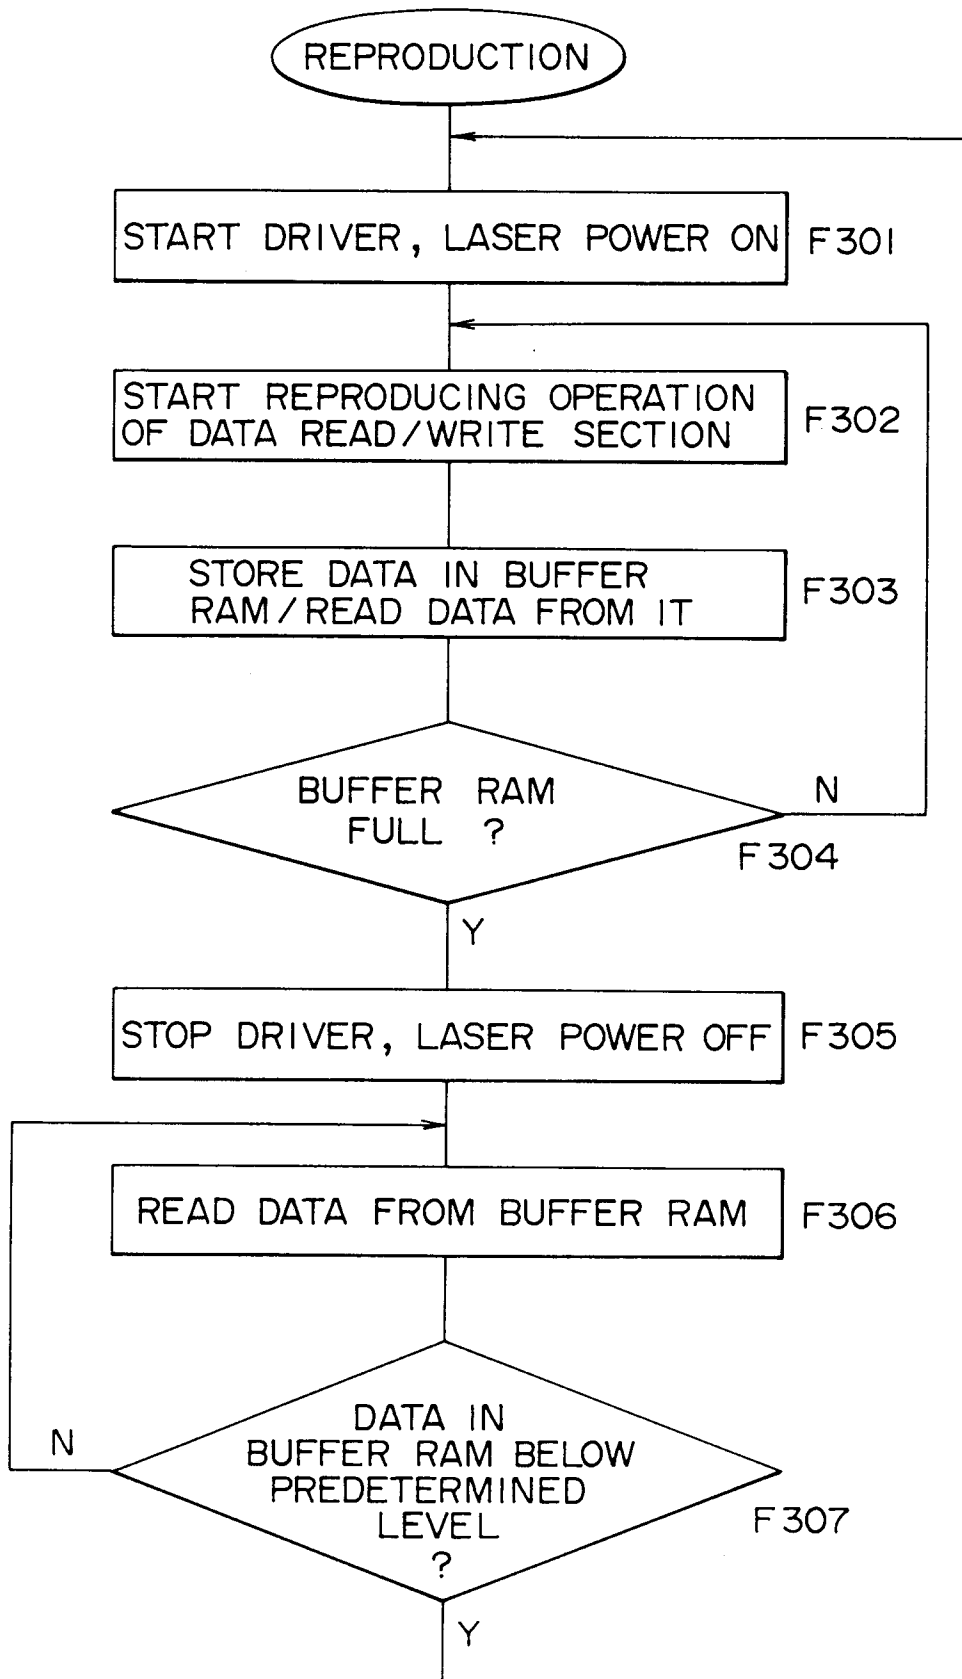 REPRODUCTION
START DRIVER, LASER POWER ON
F301
START REPRODUCING OPERATION
OF DATA READ/WRITE SECTION
F302
STORE DATA IN BUFFER
RAM/READ DATA FROM IT
F303
BUFFER RAM
FULL ?
N
F304
Y
STOP DRIVER, LASER POWER OFF
F305
READ DATA FROM BUFFER RAM
F306
N
DATA IN
BUFFER RAM BELOW
PREDETERMINED
LEVEL
?
F307
Y